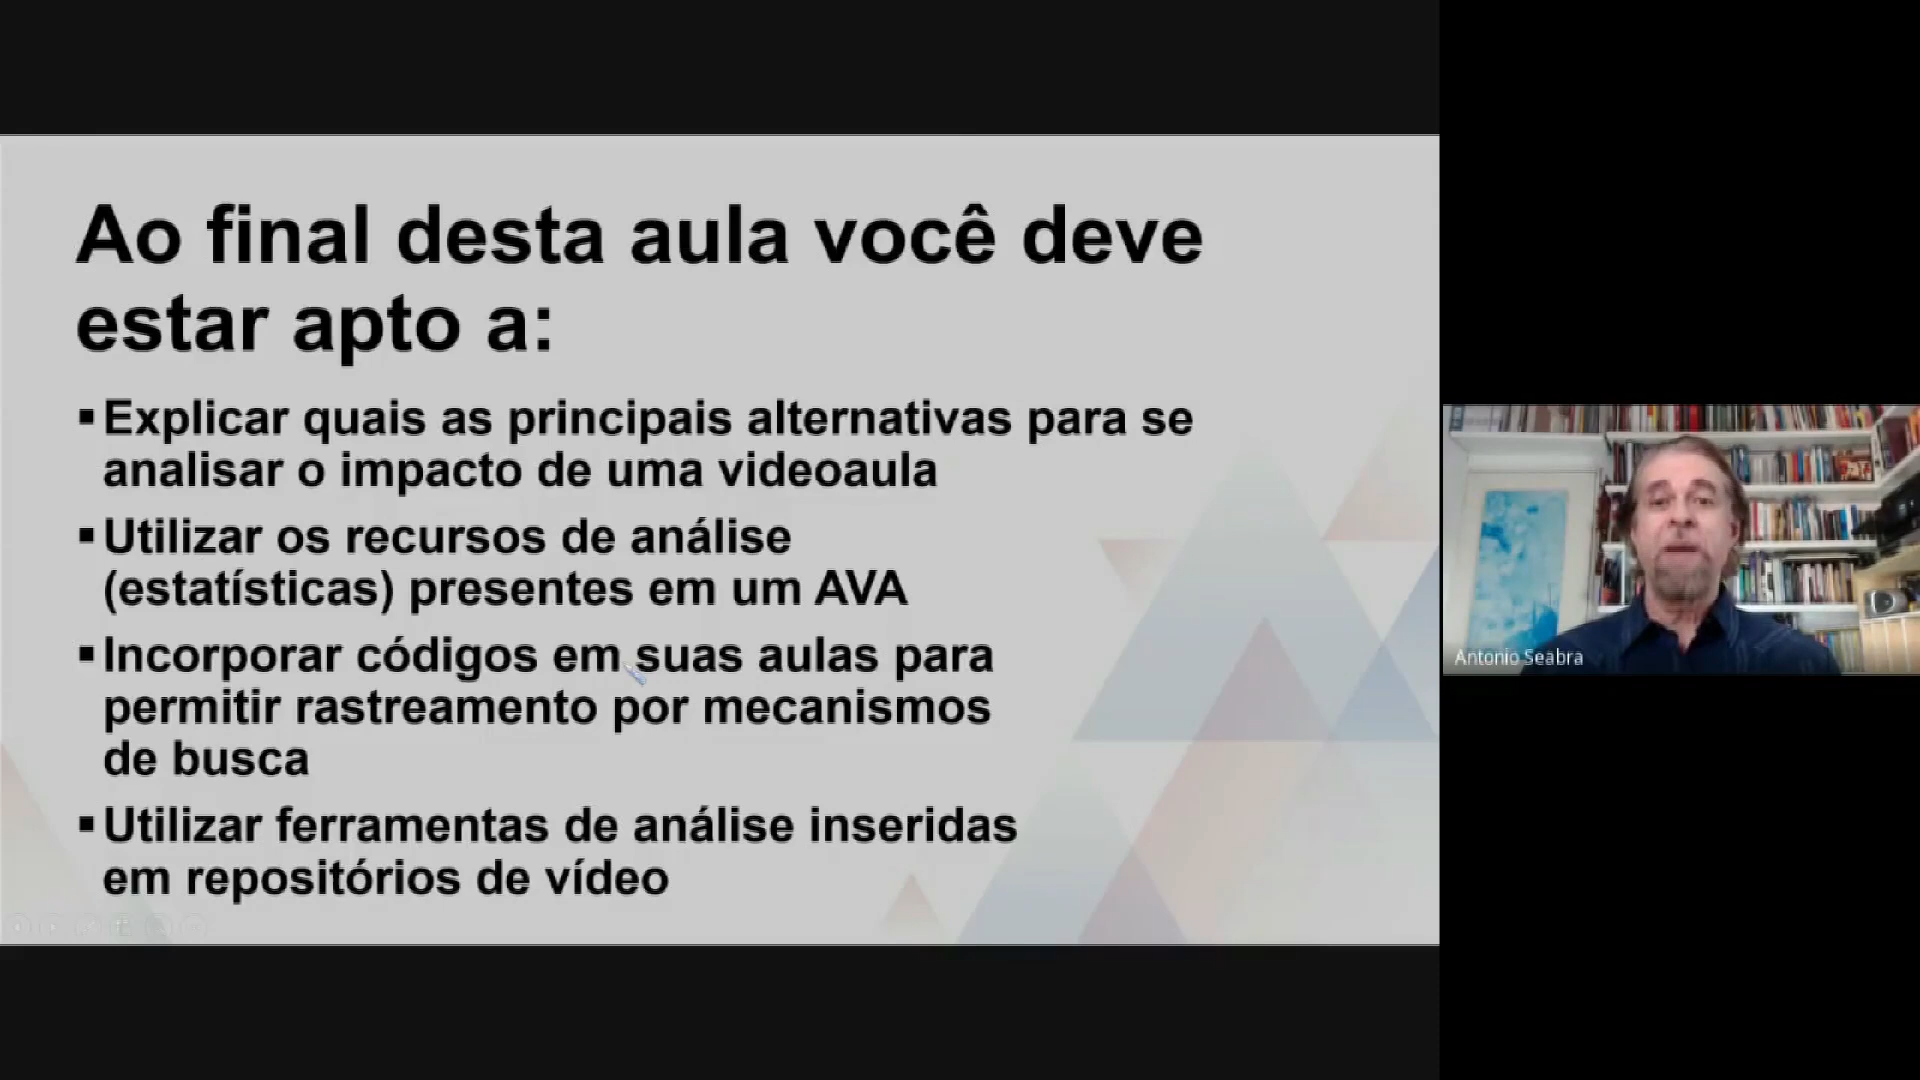 Ao final desta aula você deve
estar apto a:
▪Explicar quais as principais alternativas para se
analisar o impacto de uma videoaula
▪Utilizar os recursos de análise
(estatísticas) presentes em um AVA
▪Incorporar códigos em suas aulas para
permitir rastreamento por mecanismos
de busca
▪Utilizar ferramentas de análise inseridas
em repositórios de vídeo
Antonio Seabra